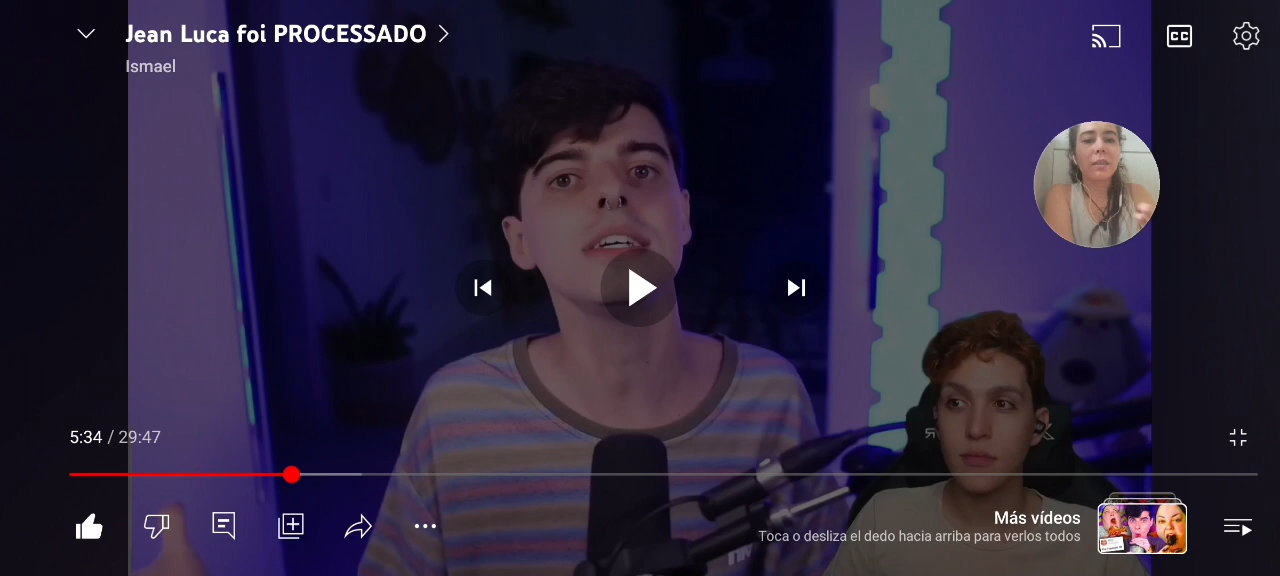 Jean Luca foi PROCESSADO
Ismael
CC
5:34 / 29:47
Más vídeos
Toca o desliza el dedo hacia arriba para verlos todos